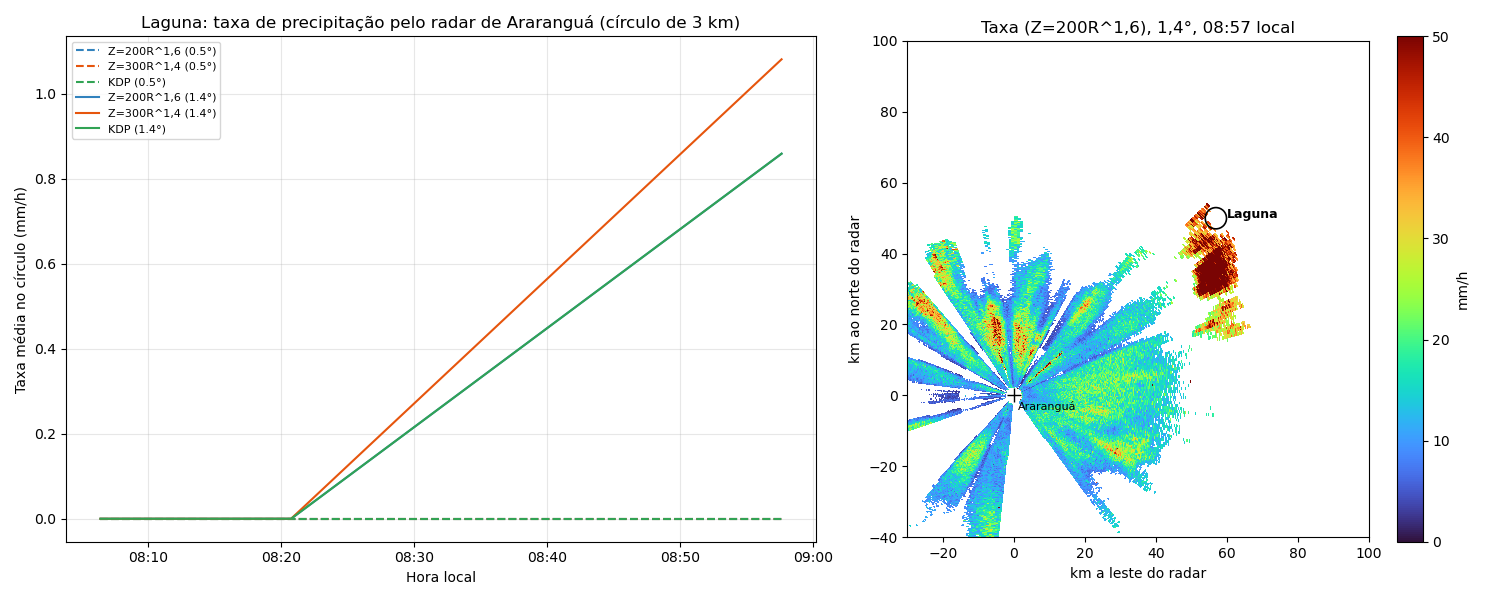 Laguna: taxa de precipitação pelo radar de Araranguá (círculo de 3 km)
Z=200R^1,6 (0.5°)
Z=300R^1,4 (0.5°)
KDP (0.5°)
Z=200R^1,6 (1.4°)
Z=300R^1,4 (1.4°)
KDP (1.4°)
Taxa média no círculo (mm/h)
1.0
0.8
0.6
0.4
0.2
0.0
08:10 08:20 08:30 08:40 08:50 09:00
Hora local
Taxa (Z=200R^1,6), 1,4°, 08:57 local
km ao norte do radar
100
80
60
40
20
0
−20
−40
Laguna
Araranguá
−20 0 20 40 60 80 100
km a leste do radar
50
40
30
20
10
0
mm/h